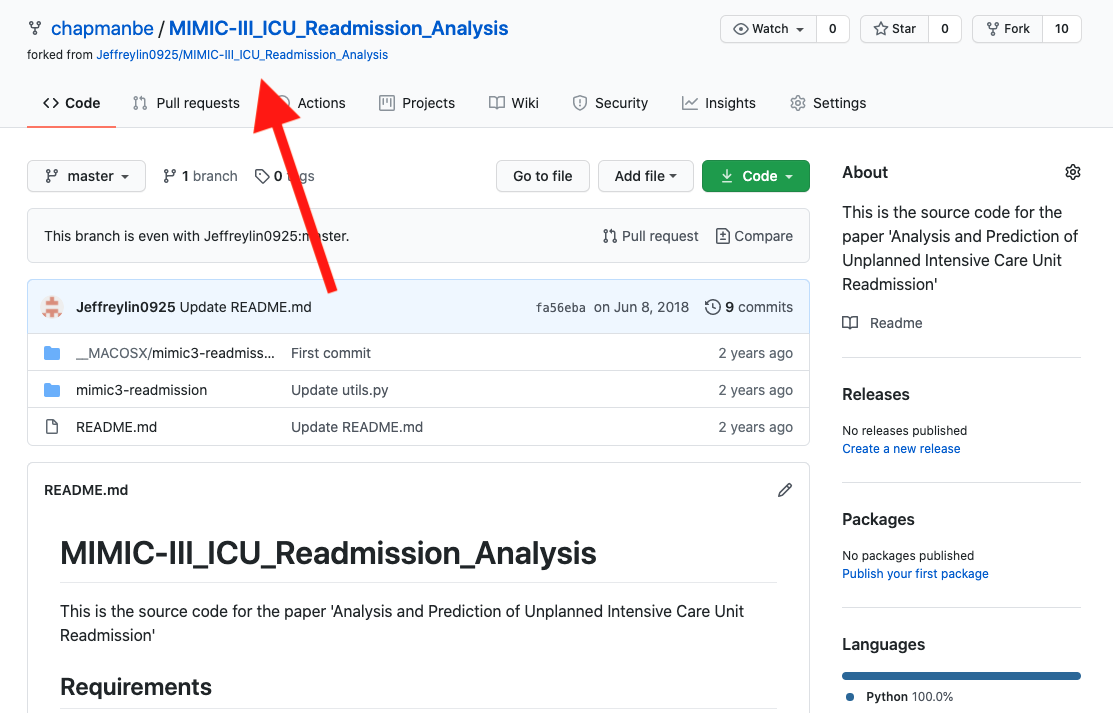 chapmanbe / MIMIC-III_ICU_Readmission_Analysis
Watch 0 Star 0 Fork 10
forked from Jeffreylin0925/MIMIC-III_ICU_Readmission_Analysis
Code Pull requests Actions Projects Wiki Security Insights Settings
master 1 branch 0 Go to file Add file Code
This branch is even with Jeffreylin0925:master.
Pull request Compare
Jeffreylin0925 Update README.md fa56eba on Jun 8, 2018 9 commits
__MACOSX/mimic3-readmiss... First commit 2 years ago
mimic3-readmission Update utils.py 2 years ago
README.md Update README.md 2 years ago
README.md
MIMIC-III_ICU_Readmission_Analysis
This is the source code for the paper 'Analysis and Prediction of Unplanned Intensive Care Unit
Readmission'
Requirements
About
This is the source code for the
paper 'Analysis and Prediction of
Unplanned Intensive Care Unit
Readmission'
Readme
Releases
No releases published
Create a new release
Packages
No packages published
Publish your first package
Languages
Python 100.0%